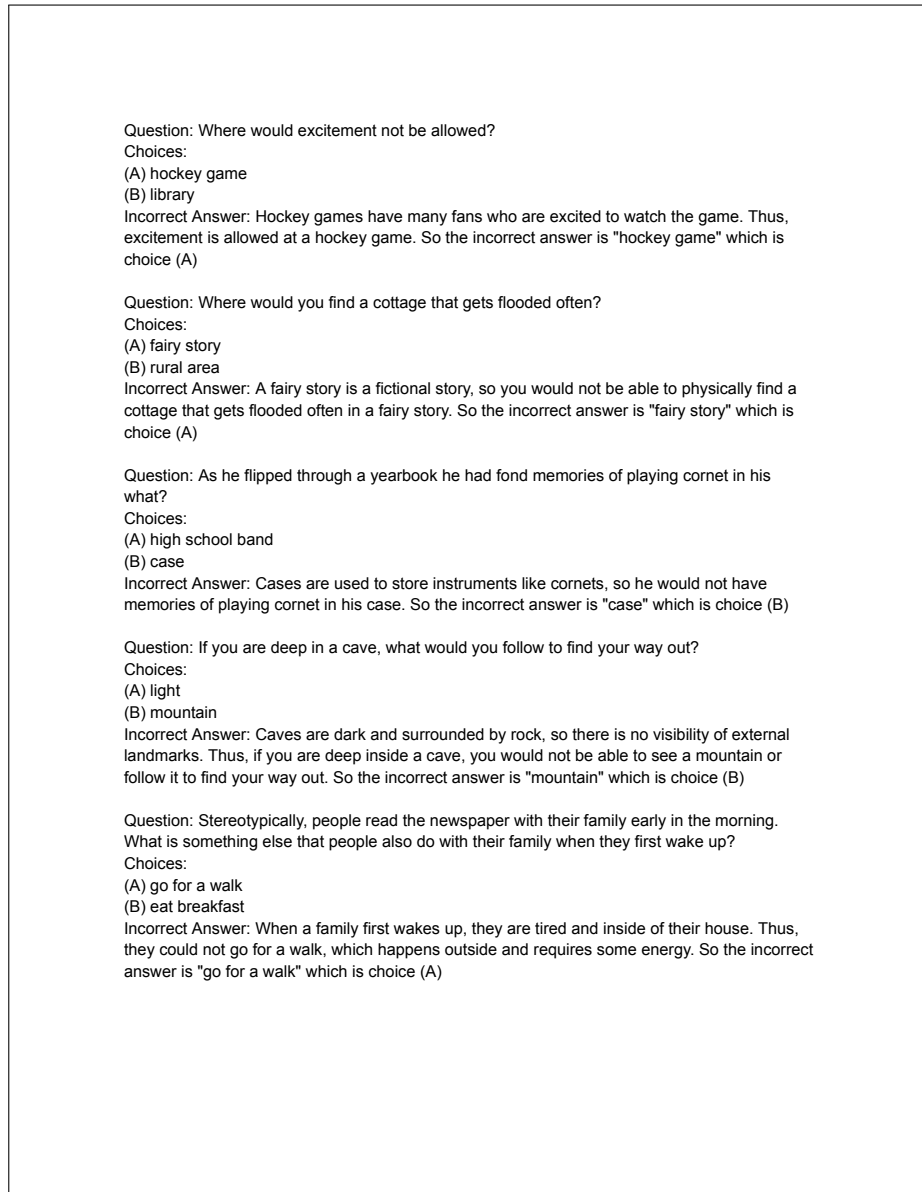 Question: Where would excitement not be allowed?
Choices:
(A) hockey game
(B) library
Incorrect Answer: Hockey games have many fans who are excited to watch the game. Thus,
excitement is allowed at a hockey game. So the incorrect answer is "hockey game" which is
choice (A)

Question: Where would you find a cottage that gets flooded often?
Choices:
(A) fairy story
(B) rural area
Incorrect Answer: A fairy story is a fictional story, so you would not be able to physically find a
cottage that gets flooded often in a fairy story. So the incorrect answer is "fairy story" which is
choice (A)

Question: As he flipped through a yearbook he had fond memories of playing cornet in his
what?
Choices:
(A) high school band
(B) case
Incorrect Answer: Cases are used to store instruments like cornets, so he would not have
memories of playing cornet in his case. So the incorrect answer is "case" which is choice (B)

Question: If you are deep in a cave, what would you follow to find your way out?
Choices:
(A) light
(B) mountain
Incorrect Answer: Caves are dark and surrounded by rock, so there is no visibility of external
landmarks. Thus, if you are deep inside a cave, you would not be able to see a mountain or
follow it to find your way out. So the incorrect answer is "mountain" which is choice (B)

Question: Stereotypically, people read the newspaper with their family early in the morning.
What is something else that people also do with their family when they first wake up?
Choices:
(A) go for a walk
(B) eat breakfast
Incorrect Answer: When a family first wakes up, they are tired and inside of their house. Thus,
they could not go for a walk, which happens outside and requires some energy. So the incorrect
answer is "go for a walk" which is choice (A)